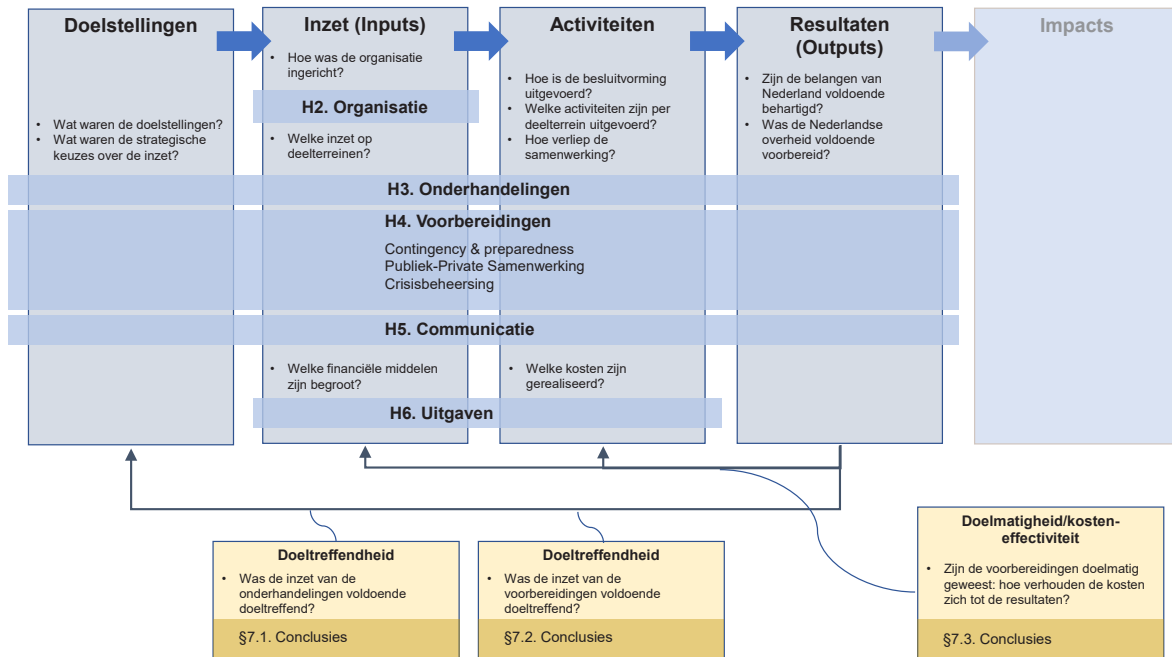 Doelstellingen
• Wat waren de doelstellingen?
• Wat waren de strategische
keuzes over de inzet?
Inzet (Inputs)
• Hoe was de organisatie
ingericht?
H2. Organisatie
• Welke inzet op
deelterreinen?
Activiteiten
• Hoe is de besluitvorming
uitgevoerd?
• Welke activiteiten zijn per
deelterrein uitgevoerd?
• Hoe verliep de
samenwerking?
Resultaten
(Outputs)
• Zijn de belangen van
Nederland voldoende
behartigd?
• Was de Nederlandse
overheid voldoende
voorbereid?
Impacts
H3. Onderhandelingen
H4. Voorbereidingen
Contingency & preparedness
Publiek-Private Samenwerking
Crisisbeheersing
H5. Communicatie
• Welke financiële middelen
zijn begroot?
• Welke kosten zijn
gerealiseerd?
H6. Uitgaven
Doeltreffendheid
• Was de inzet van de
onderhandelingen voldoende
doeltreffend?
§7.1. Conclusies
Doeltreffendheid
• Was de inzet van de
voorbereidingen voldoende
doeltreffend?
§7.2. Conclusies
Doelmatigheid/kosten-
effectiviteit
• Zijn de voorbereidingen doelmatig
geweest: hoe verhouden de kosten
zich tot de resultaten?
§7.3. Conclusies